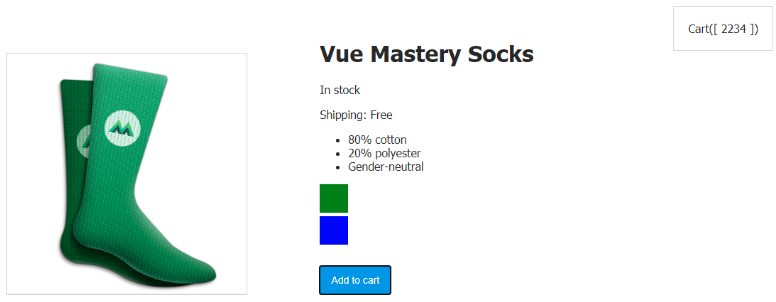 Cart([ 2234 ])
Vue Mastery Socks
In stock
Shipping: Free
80% cotton
20% polyester
Gender-neutral
Add to cart